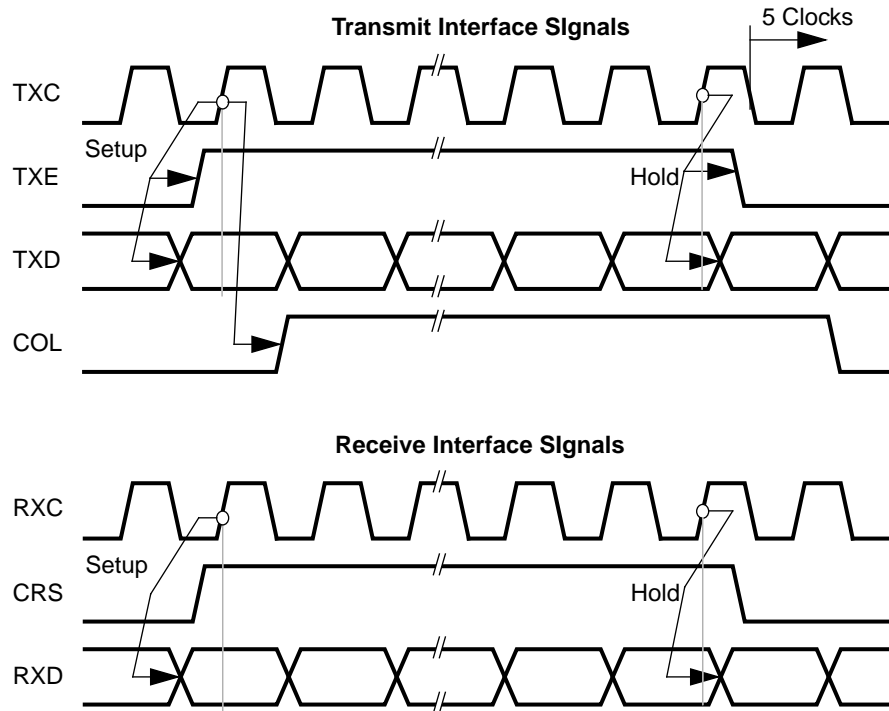 Transmit Interface SIgnals
5 Clocks
TXC
Setup
TXE
Hold
TXD
COL
Receive Interface SIgnals
RXC
Setup
CRS
Hold
RXD